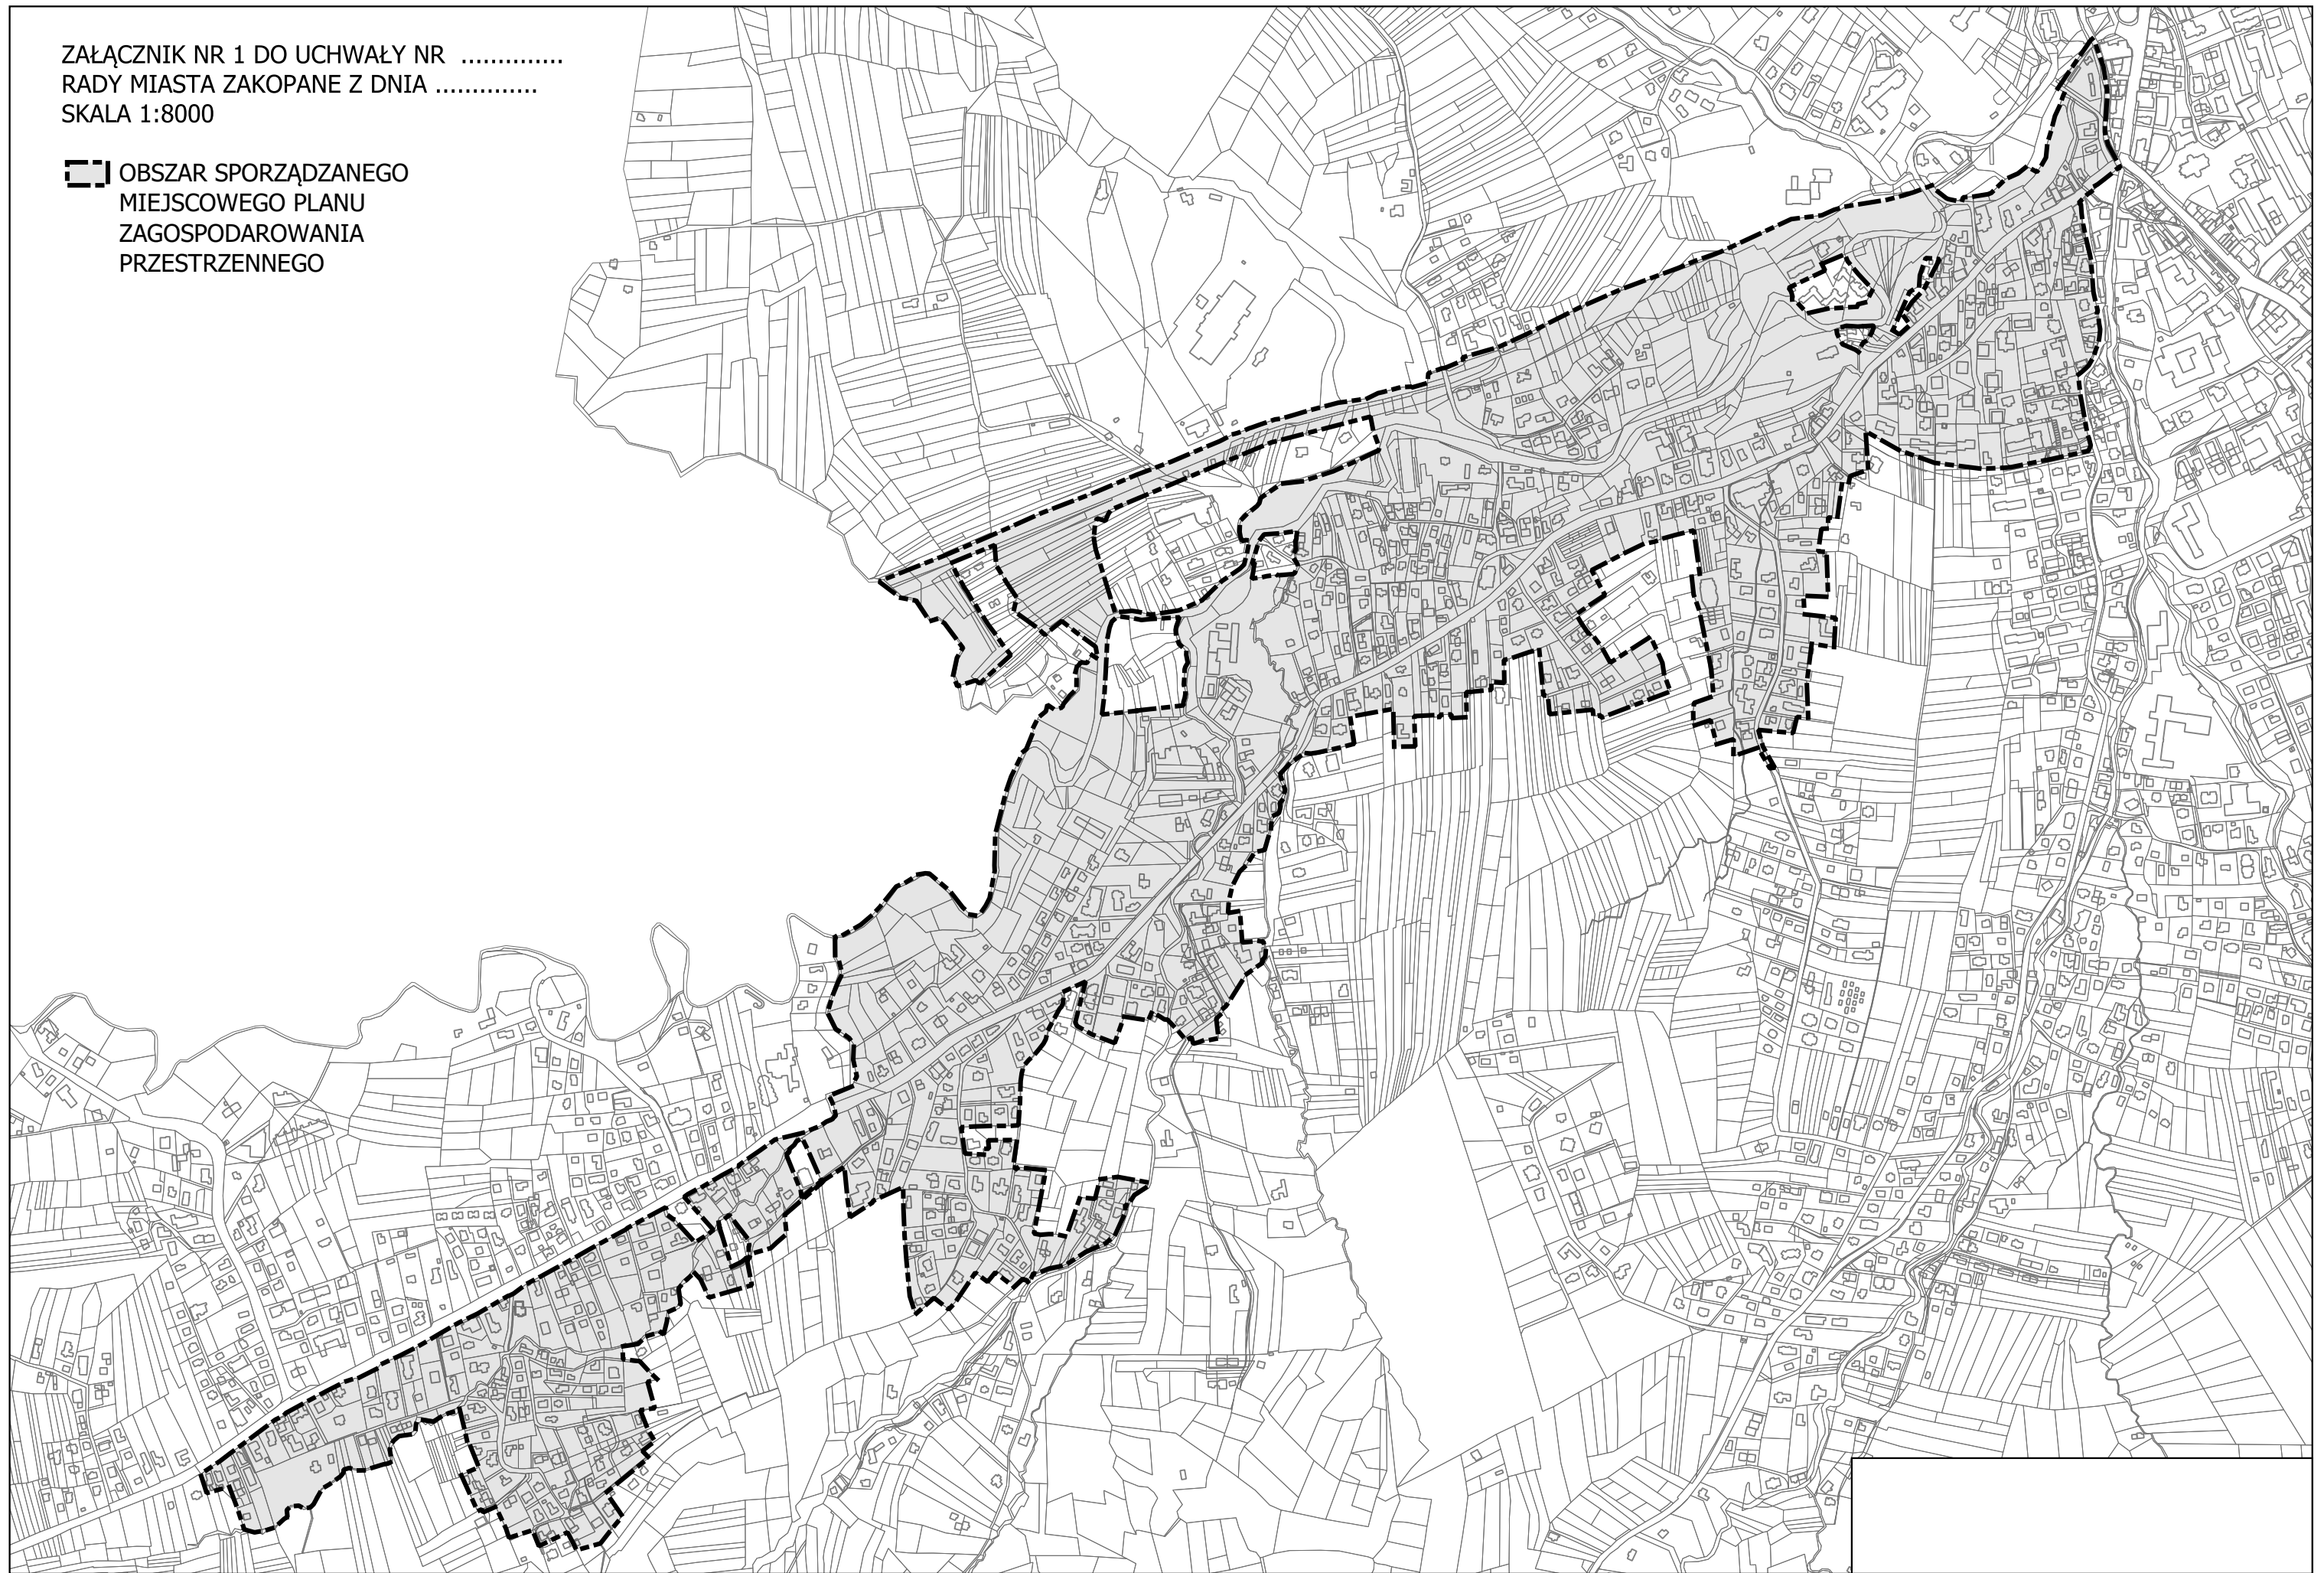 ZAŁĄCZNIK NR 1 DO UCHWAŁY NR ..............
RADY MIASTA ZAKOPANE Z DNIA ..............
SKALA 1:8000
OBSZAR SPORZĄDZANEGO
MIEJSCOWEGO PLANU
ZAGOSPODAROWANIA
PRZESTRZENNEGO